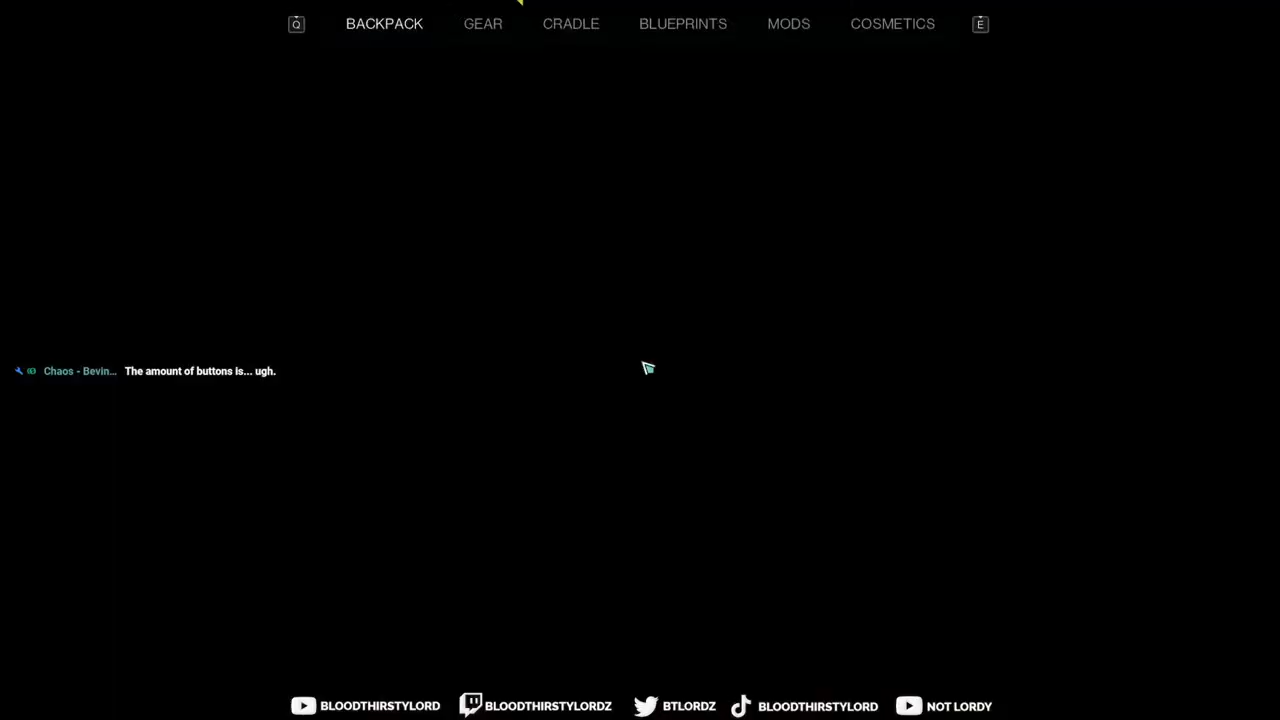 Q BACKPACK GEAR CRADLE BLUEPRINTS MODS COSMETICS E
Chaos - Bevin... The amount of buttons is... ugh.
BLOODTHIRSTYLORD BLOODTHIRSTYLORDZ BTLORDZ BLOODTHIRSTYLORD NOT LORDY